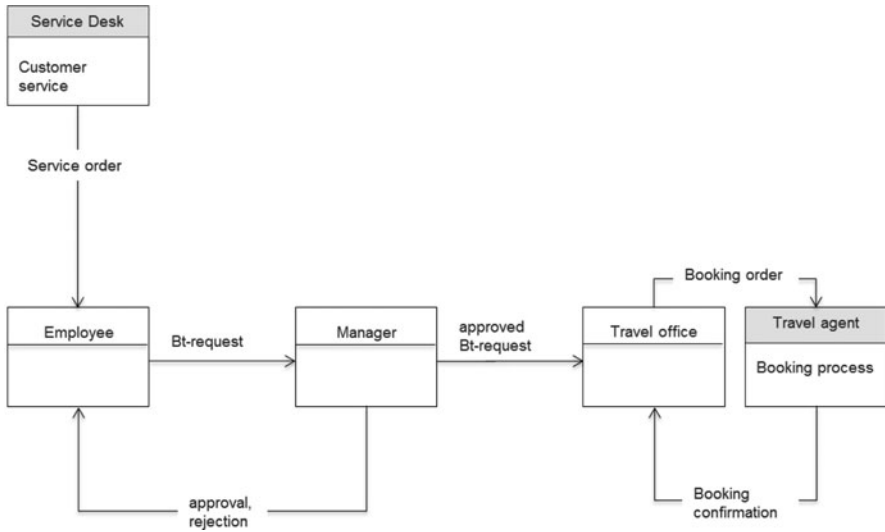 Service Desk
Customer
service
Service order
Booking order
Employee
Bt-request
Manager
approved
Bt-request
Travel office
Travel agent
Booking process
approval,
rejection
Booking
confirmation